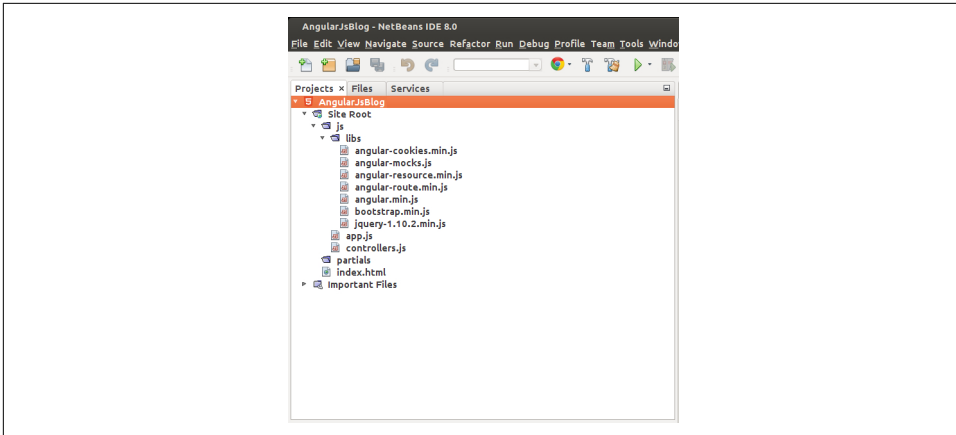 AngularJsBlog - NetBeans IDE 8.0
File Edit View Navigate Source Refactor Run Debug Profile Team Tools Windo
Projects × Files Services
5 AngularJsBlog
Site Root
js
libs
angular-cookies.min.js
angular-mocks.js
angular-resource.min.js
angular-route.min.js
angular.min.js
bootstrap.min.js
jquery-1.10.2.min.js
app.js
controllers.js
partials
index.html
Important Files